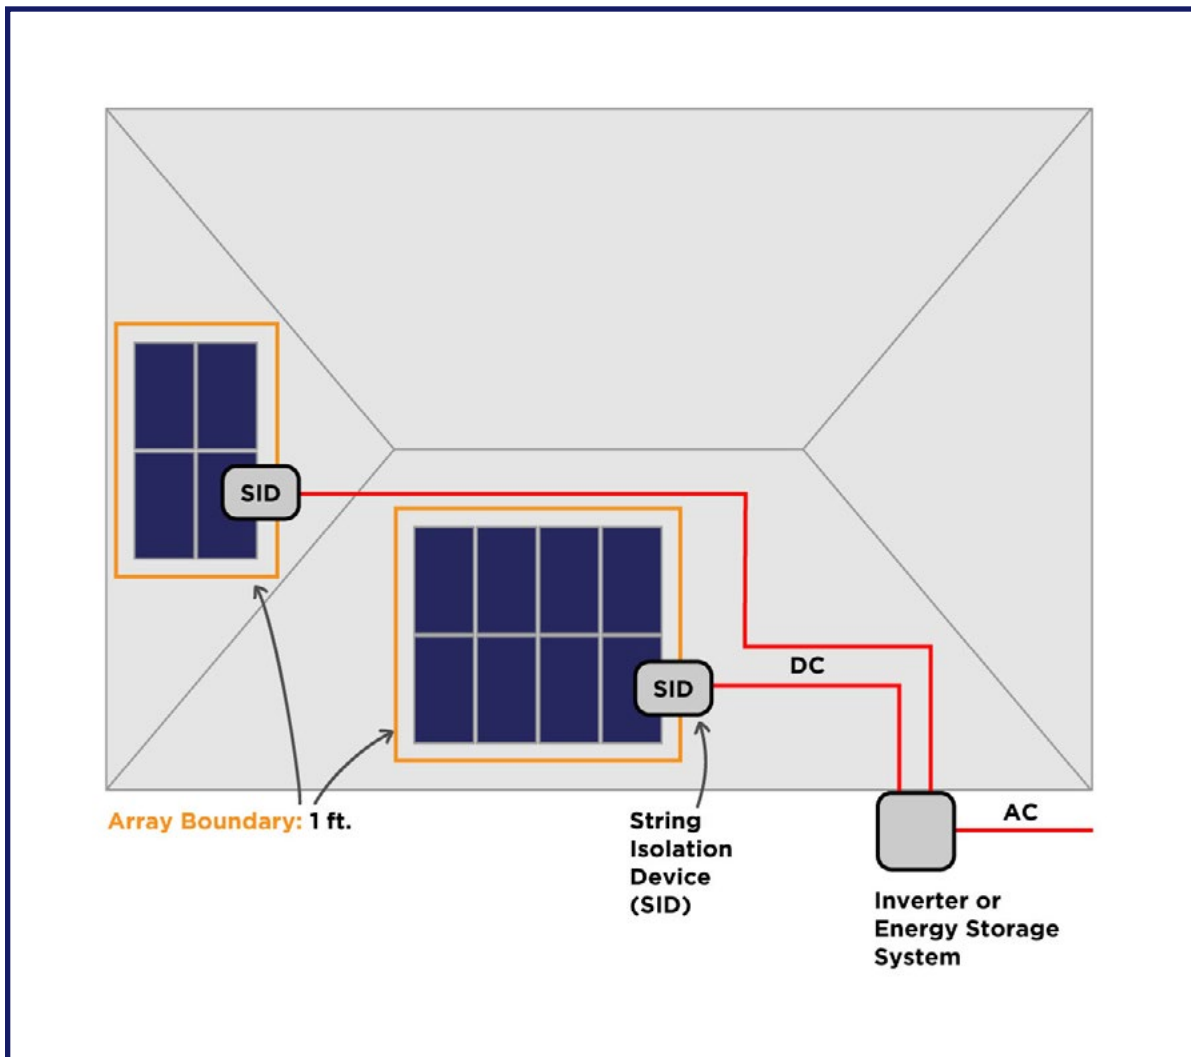 SID
SID
DC
Array Boundary: 1 ft.
String
Isolation
Device
(SID)
AC
Inverter or
Energy Storage
System